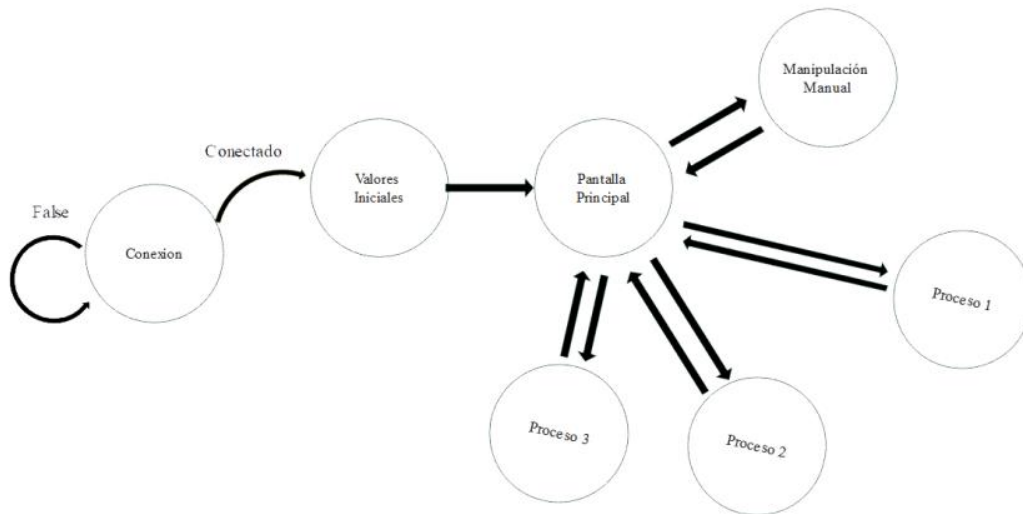 Manipulación
Manual
Conectado
Valores
Iniciales
Pantalla
Principal
False
Conexion
Proceso 1
Proceso 3
Proceso 2